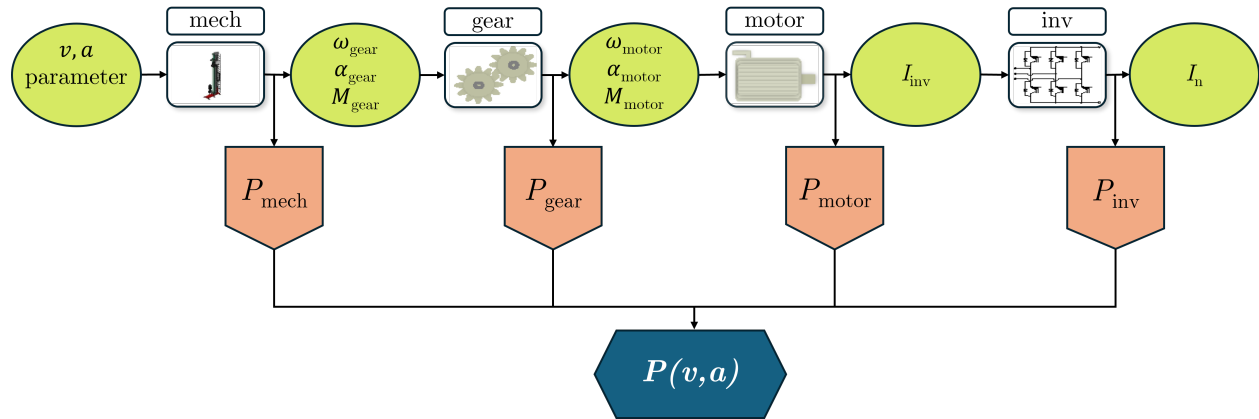 mech
gear
motor
inv
v, a
parameter
ω_gear
α_gear
M_gear
ω_motor
α_motor
M_motor
I_inv
I_n
P_mech
P_gear
P_motor
P_inv
P(v,a)